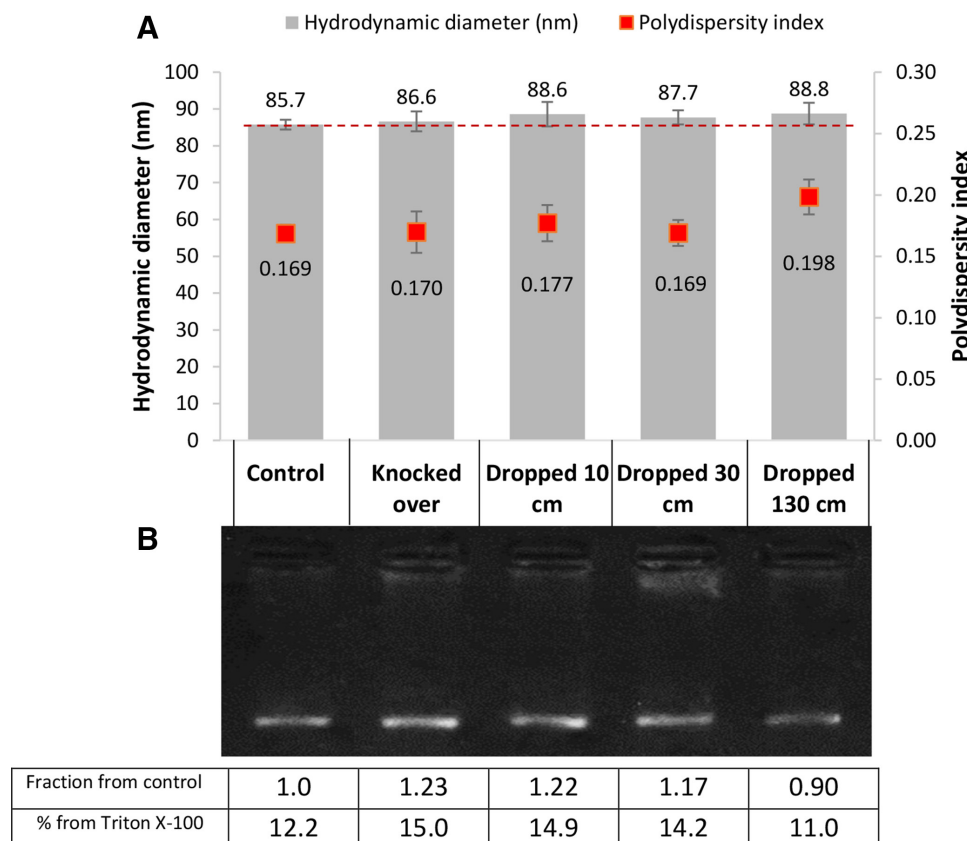 A
Hydrodynamic diameter (nm) Polydispersity index
Hydrodynamic diameter (nm)
100
90
80
70
60
50
40
30
20
10
0
85.7 86.6 88.6 87.7 88.8
0.169 0.170 0.177 0.169 0.198
0.30
0.25
0.20
0.15
0.10
0.05
0.00
Polydispersity index
Control
Knocked
over
Dropped 10
cm
Dropped 30
cm
Dropped
130 cm
B
Fraction from control 1.0 1.23 1.22 1.17 0.90
% from Triton X-100 12.2 15.0 14.9 14.2 11.0